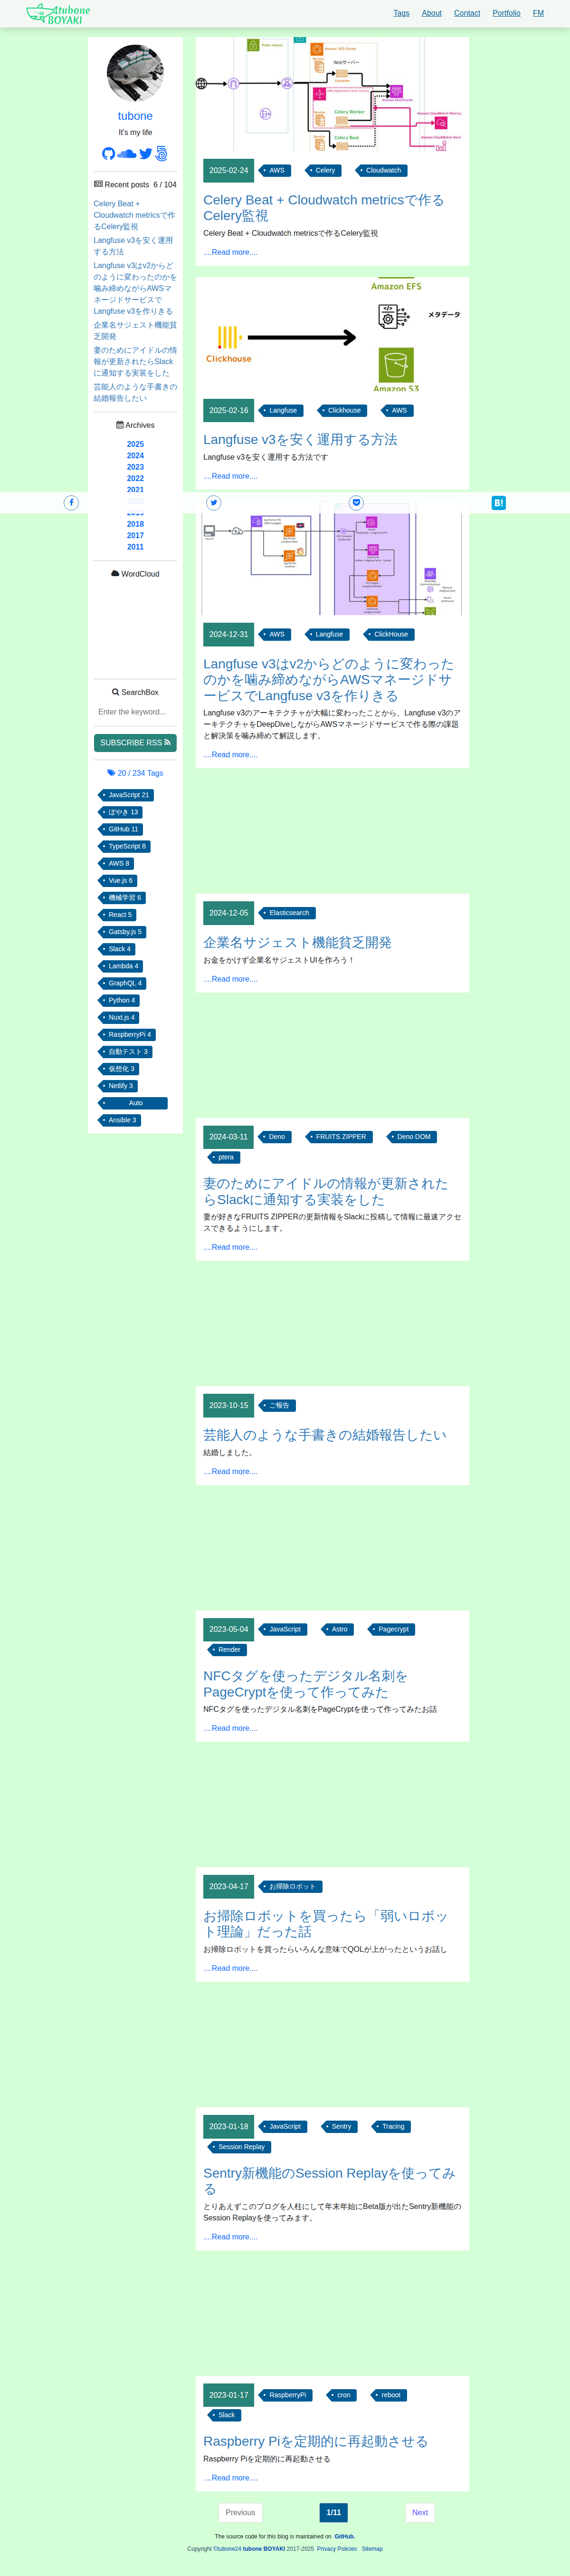 4tubone
BOYAKI
Tags
About
Contact
Portfolio
FM
tubone
It's my life
Recent posts 6 / 104
Celery Beat +
Cloudwatch metricsで作
るCelery監視
Langfuse v3を安く運用
する方法
Langfuse v3はv2からど
のように変わったのかを
噛み締めながらAWSマ
ネージドサービスで
Langfuse v3を作りきる
企業名サジェスト機能貧
乏開発
妻のためにアイドルの情
報が更新されたらSlack
に通知する実装をした
芸能人のような手書きの
結婚報告したい
Archives
2025
2024
2023
2022
2021
2018
2017
2011
WordCloud
SearchBox
Enter the keyword...
SUBSCRIBE RSS
20 / 234 Tags
JavaScript 21
ぼやき 13
GitHub 11
TypeScript 8
AWS 8
Vue.js 6
機械学習 6
React 5
Gatsby.js 5
Slack 4
Lambda 4
GraphQL 4
Python 4
Nuxt.js 4
RaspberryPi 4
自動テスト 3
仮想化 3
Netlify 3
Auto
Ansible 3
Webサーバー
Celery Worker
Celery Beat
2025-02-24
AWS
Celery
Cloudwatch
Celery Beat + Cloudwatch metricsで作る
Celery監視
Celery Beat + Cloudwatch metricsで作るCelery監視
....Read more....
Amazon EFS
メタデータ
Clickhouse
Amazon S3
2025-02-16
Langfuse
Clickhouse
AWS
Langfuse v3を安く運用する方法
Langfuse v3を安く運用する方法です
....Read more....
B!
2024-12-31
AWS
Langfuse
ClickHouse
Langfuse v3はv2からどのように変わった
のかを噛み締めながらAWSマネージドサ
ービスでLangfuse v3を作りきる
Langfuse v3のアーキテクチャが大幅に変わったことから、Langfuse v3のア
ーキテクチャをDeepDiveしながらAWSマネージドサービスで作る際の課題
と解決策を噛み締めて解説します。
....Read more....
2024-12-05
Elasticsearch
企業名サジェスト機能貧乏開発
お金をかけず企業名サジェストUIを作ろう！
....Read more....
2024-03-11
Deno
FRUITS ZIPPER
Deno DOM
ptera
妻のためにアイドルの情報が更新された
らSlackに通知する実装をした
妻が好きなFRUITS ZIPPERの更新情報をSlackに投稿して情報に最速アクセ
スできるようにします。
....Read more....
2023-10-15
ご報告
芸能人のような手書きの結婚報告したい
結婚しました。
....Read more....
2023-05-04
JavaScript
Astro
Pagecrypt
Render
NFCタグを使ったデジタル名刺を
PageCryptを使って作ってみた
NFCタグを使ったデジタル名刺をPageCryptを使って作ってみたお話
....Read more....
2023-04-17
お掃除ロボット
お掃除ロボットを買ったら「弱いロボッ
ト理論」だった話
お掃除ロボットを買ったらいろんな意味でQOLが上がったというお話し
....Read more....
2023-01-18
JavaScript
Sentry
Tracing
Session Replay
Sentry新機能のSession Replayを使ってみ
る
とりあえずこのブログを人柱にして年末年始にBeta版が出たSentry新機能の
Session Replayを使ってみます。
....Read more....
2023-01-17
RaspberryPi
cron
reboot
Slack
Raspberry Piを定期的に再起動させる
Raspberry Piを定期的に再起動させる
....Read more....
Previous
1/11
Next
The source code for this blog is maintained on GitHub.
Copyright ©tubone24 tubone BOYAKI 2017-2025 Privacy Policies Sitemap